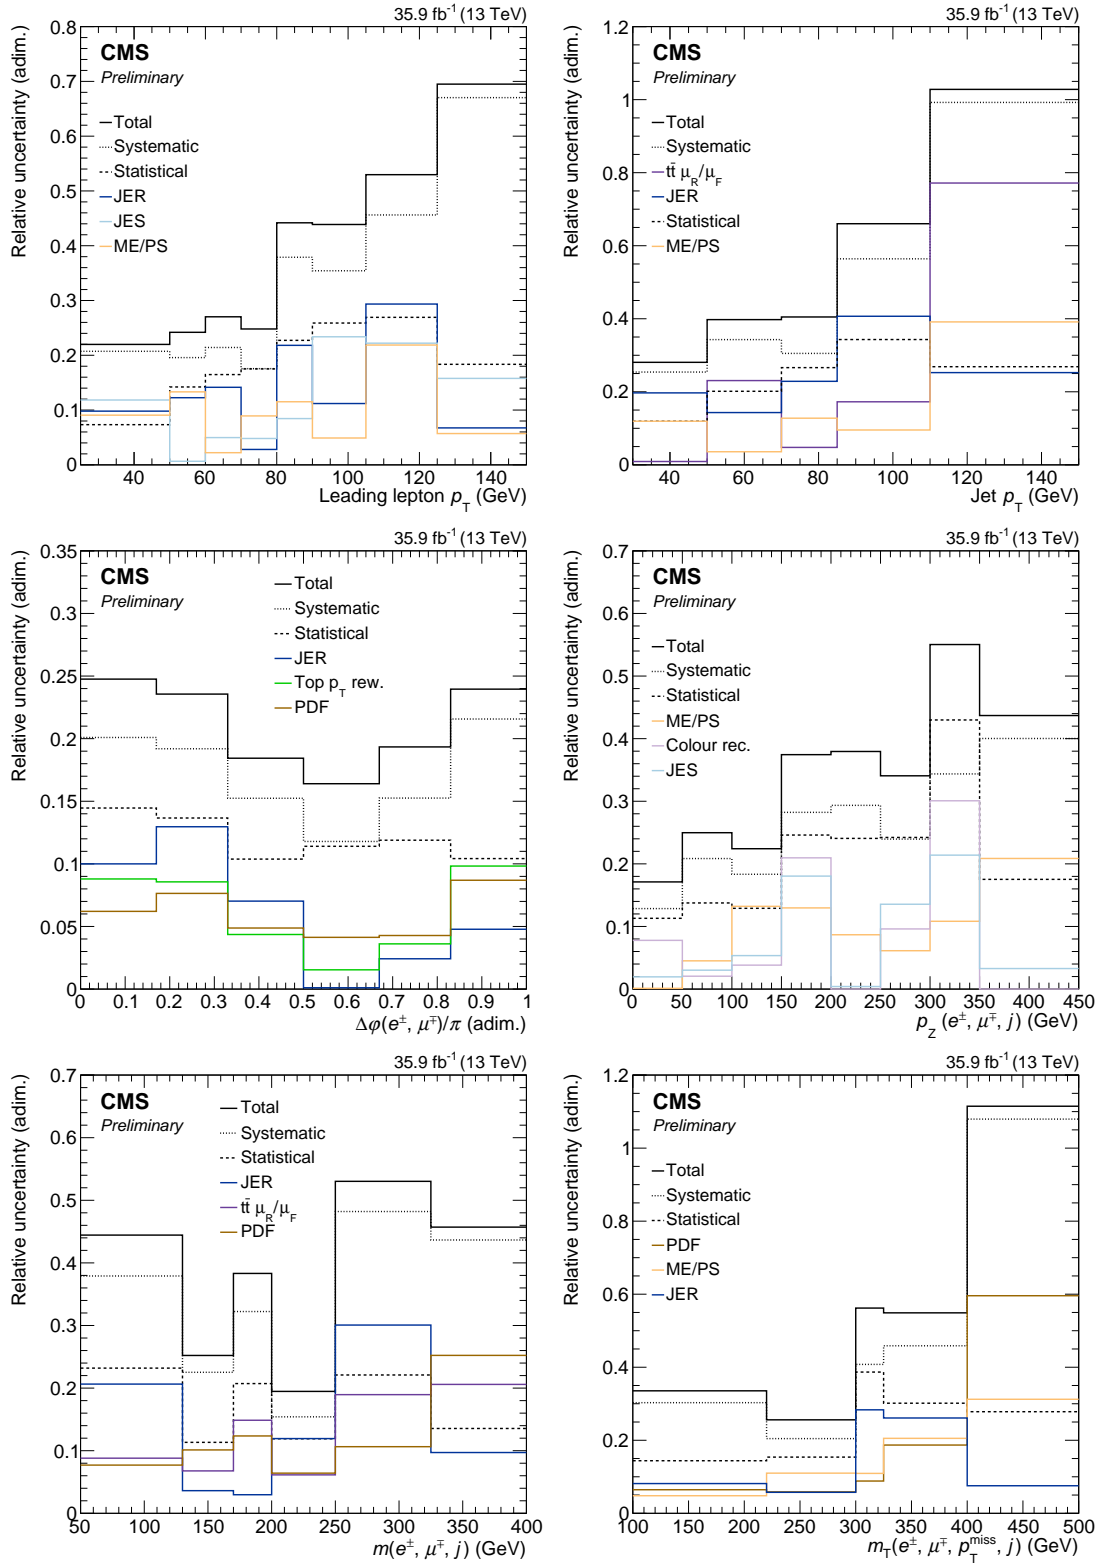 35.9 fb⁻¹ (13 TeV)
Relative uncertainty (adim.)
0.8
0.7
0.6
0.5
0.4
0.3
0.2
0.1
0
CMS
Preliminary
Total
Systematic
Statistical
JER
JES
ME/PS
40 60 80 100 120 140
Leading lepton p_T (GeV)
35.9 fb⁻¹ (13 TeV)
Relative uncertainty (adim.)
1.2
1
0.8
0.6
0.4
0.2
0
CMS
Preliminary
Total
Systematic
tt̄ μ_R/μ_F
JER
Statistical
ME/PS
40 60 80 100 120 140
Jet p_T (GeV)
35.9 fb⁻¹ (13 TeV)
Relative uncertainty (adim.)
0.35
0.3
0.25
0.2
0.15
0.1
0.05
0
CMS
Preliminary
Total
Systematic
Statistical
JER
Top p_T rew.
PDF
0 0.1 0.2 0.3 0.4 0.5 0.6 0.7 0.8 0.9 1
Δφ(e±, μ∓)/π (adim.)
35.9 fb⁻¹ (13 TeV)
Relative uncertainty (adim.)
0.7
0.6
0.5
0.4
0.3
0.2
0.1
0
CMS
Preliminary
Total
Systematic
Statistical
ME/PS
Colour rec.
JES
0 50 100 150 200 250 300 350 400 450
p_Z (e±, μ∓, j) (GeV)
35.9 fb⁻¹ (13 TeV)
Relative uncertainty (adim.)
0.7
0.6
0.5
0.4
0.3
0.2
0.1
0
CMS
Preliminary
Total
Systematic
Statistical
JER
tt̄ μ_R/μ_F
PDF
50 100 150 200 250 300 350 400
m(e±, μ∓, j) (GeV)
35.9 fb⁻¹ (13 TeV)
Relative uncertainty (adim.)
1.2
1
0.8
0.6
0.4
0.2
0
CMS
Preliminary
Total
Systematic
Statistical
PDF
ME/PS
JER
100 150 200 250 300 350 400 450 500
m_T(e±, μ∓, p_T^miss, j) (GeV)